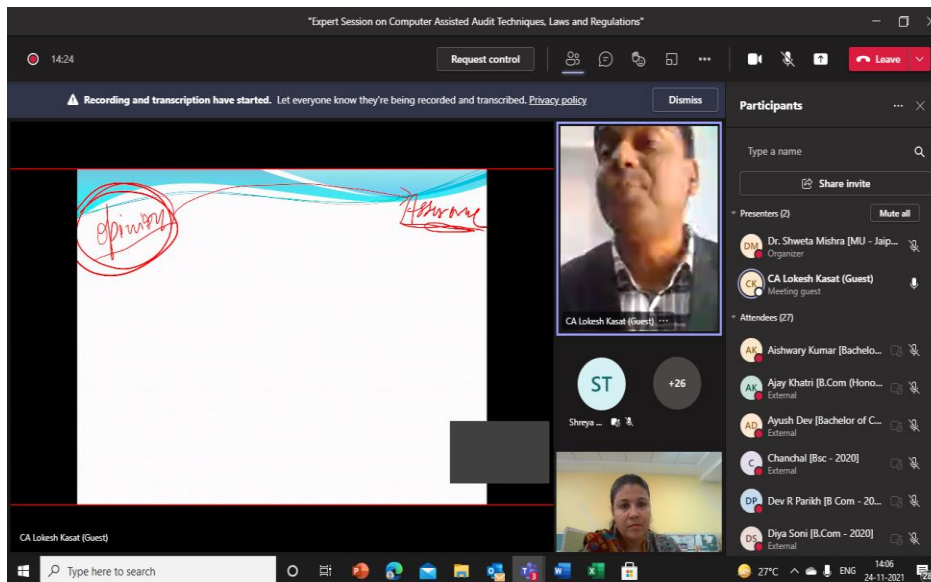 "Expert Session on Computer Assisted Audit Techniques, Laws and Regulations"
14:24
Request control
Leave
Recording and transcription have started. Let everyone know they're being recorded and transcribed. Privacy policy
Dismiss
Participants
Type a name
Share invite
Presenters (2)
Mute all
DM
Dr. Shweta Mishra [MU - Jaip...
Organizer
CK
CA Lokesh Kasat (Guest)
Meeting guest
Attendees (27)
AK
Aishwary Kumar [Bachelo...
AK
Ajay Khatri [B.Com (Hono...
External
AD
Ayush Dev [Bachelor of C...
External
C
Chanchal [Bsc - 2020]
External
DP
Dev R Parikh [B Com - 20...
DS
Diya Soni [B.Com - 2020]
External
Opinion
CA Lokesh Kasat (Guest)
ST
+26
Shreya ...
CA Lokesh Kasat (Guest)
Type here to search
27°C
ENG
14:06
24-11-2021